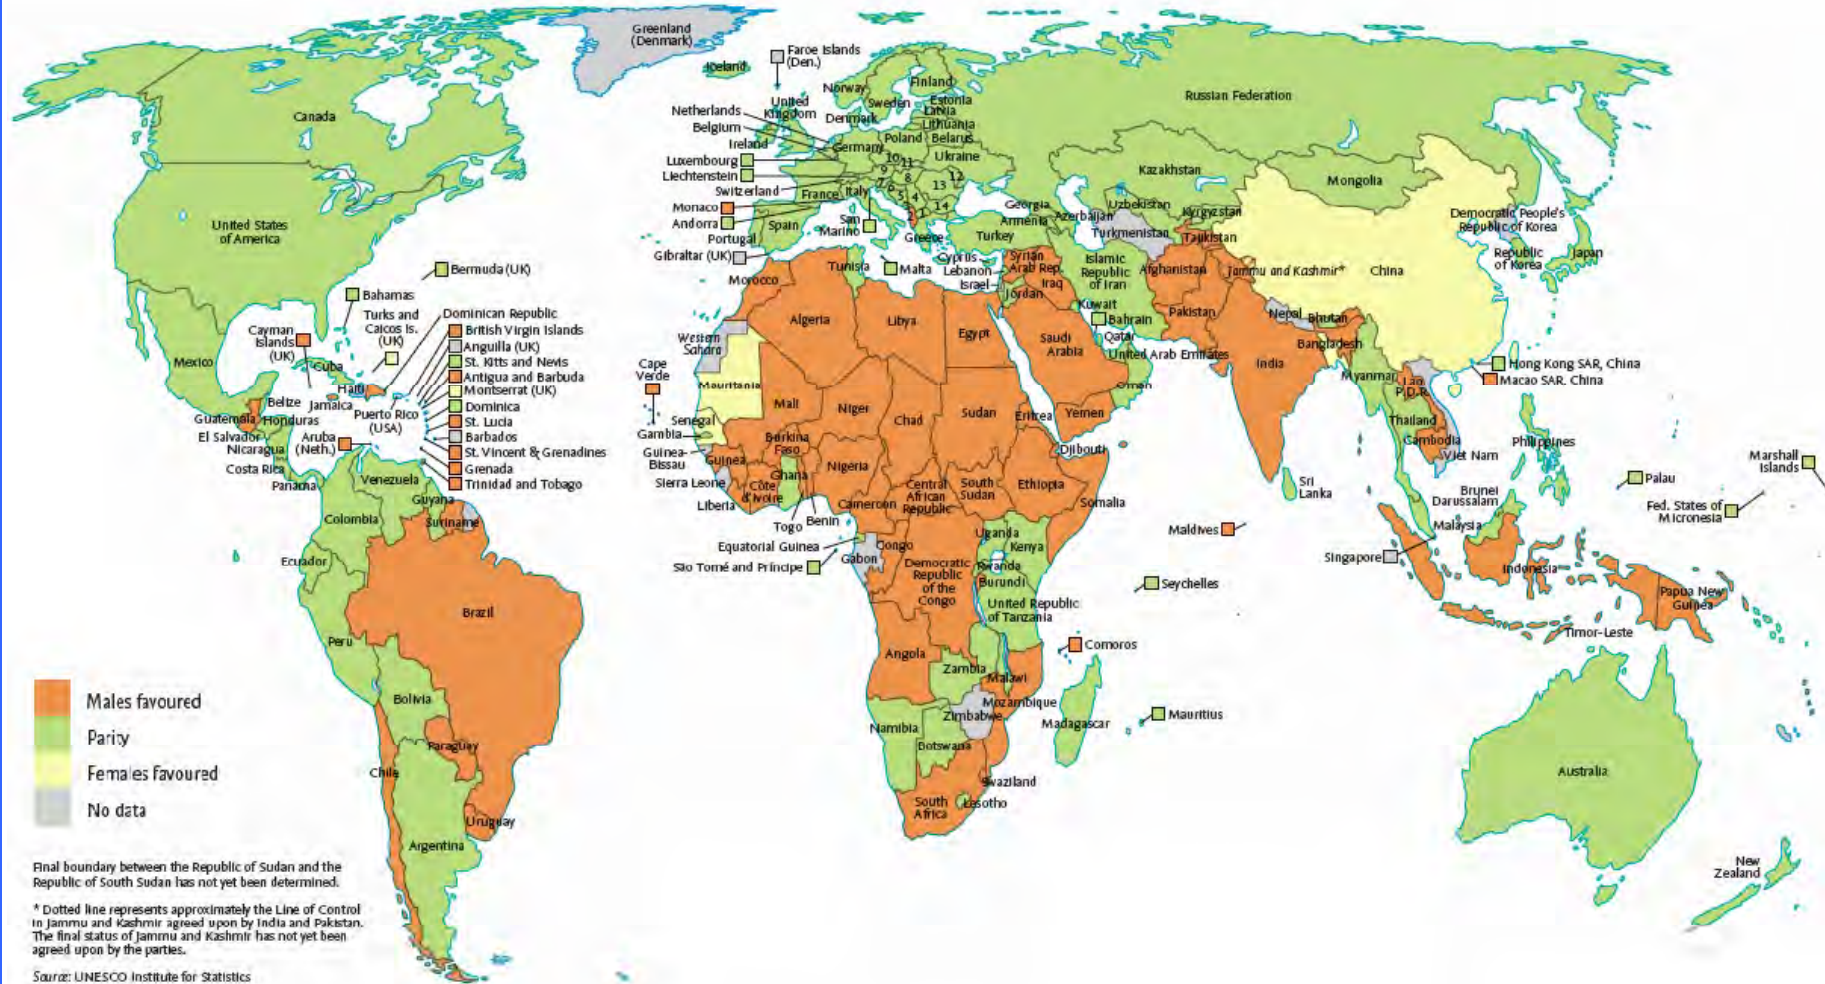 Greenland
(Denmark)
Faroe Islands
(Den.)
Iceland
Norway
Finland
Sweden
Estonia
Latvia
Lithuania
Denmark
United
Kingdom
Netherlands
Belgium
Ireland
Luxembourg
Liechtenstein
Switzerland
Monaco
Andorra
Portugal
Gibraltar (UK)
Germany
Poland
Belarus
Ukraine
10
11
9
8
12
7
6
13
5
4
14
1
2
France
Italy
Spain
San
Marino
Greece
Malta
Russian Federation
Kazakhstan
Mongolia
Georgia
Armenia
Azerbaijan
Turkey
Uzbekistan
Kyrgyzstan
Turkmenistan
Tajikistan
Cyprus
Lebanon
Israel
Syrian
Arab Rep.
Iraq
Jordan
Islamic
Republic
of Iran
Afghanistan
Jammu and Kashmir*
China
Democratic People's
Republic of Korea
Republic
of Korea
Japan
Kuwait
Bahrain
Qatar
United Arab Emirates
Saudi
Arabia
Oman
Yemen
Pakistan
Nepal
Bhutan
Bangladesh
India
Myanmar
Lao
P.D.R.
Thailand
Cambodia
Viet Nam
Hong Kong SAR, China
Macao SAR. China
Philippines
Sri
Lanka
Maldives
Brunei
Darussalam
Malaysia
Singapore
Indonesia
Papua New
Guinea
Timor-Leste
Palau
Fed. States of
Micronesia
Marshall
Islands
Australia
New
Zealand
Canada
United States
of America
Bermuda (UK)
Bahamas
Turks and
Caicos Is.
(UK)
Cayman
Islands
(UK)
Mexico
Cuba
Haiti
Jamaica
Belize
Guatemala
Honduras
El Salvador
Nicaragua
Costa Rica
Panama
Puerto Rico
(USA)
Aruba
(Neth.)
Dominican Republic
British Virgin Islands
Anguilla (UK)
St. Kitts and Nevis
Antigua and Barbuda
Montserrat (UK)
Dominica
St. Lucia
Barbados
St. Vincent & Grenadines
Grenada
Trinidad and Tobago
Venezuela
Guyana
Suriname
Colombia
Ecuador
Peru
Brazil
Bolivia
Paraguay
Chile
Uruguay
Argentina
Morocco
Tunisia
Algeria
Libya
Egypt
Western
Sahara
Cape
Verde
Mauritania
Mali
Niger
Chad
Sudan
Eritrea
Djibouti
Senegal
Gambia
Guinea
Bissau
Guinea
Sierra Leone
Liberia
Burkina
Faso
Côte
d'Ivoire
Ghana
Togo
Benin
Nigeria
Cameroon
Central
African
Republic
South
Sudan
Ethiopia
Somalia
Equatorial Guinea
São Tomé and Príncipe
Gabon
Congo
Democratic
Republic
of the
Congo
Uganda
Kenya
Rwanda
Burundi
United Republic
of Tanzania
Seychelles
Comoros
Angola
Zambia
Malawi
Mozambique
Zimbabwe
Namibia
Botswana
Madagascar
Mauritius
Swaziland
South
Africa
Lesotho
Males favoured
Parity
Females favoured
No data
Final boundary between the Republic of Sudan and the
Republic of South Sudan has not yet been determined.
* Dotted line represents approximately the Line of Control
in Jammu and Kashmir agreed upon by India and Pakistan.
The final status of Jammu and Kashmir has not yet been
agreed upon by the parties.
Source: UNESCO Institute for Statistics